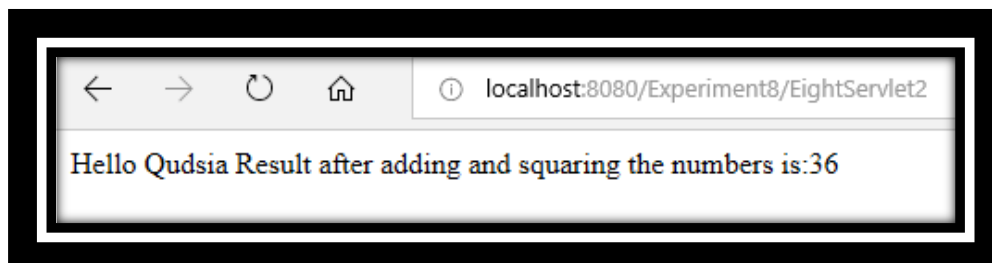 localhost:8080/Experiment8/EightServlet2
Hello Qudsia Result after adding and squaring the numbers is:36